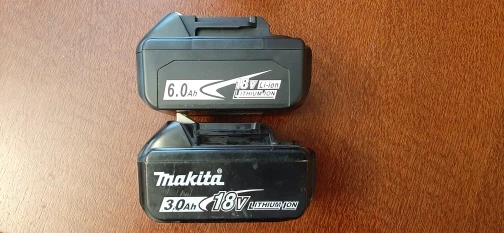 6.0Ah 18V Li-ion
LITHIUM ION
Makita
3.0Ah 18V LITHIUM ION